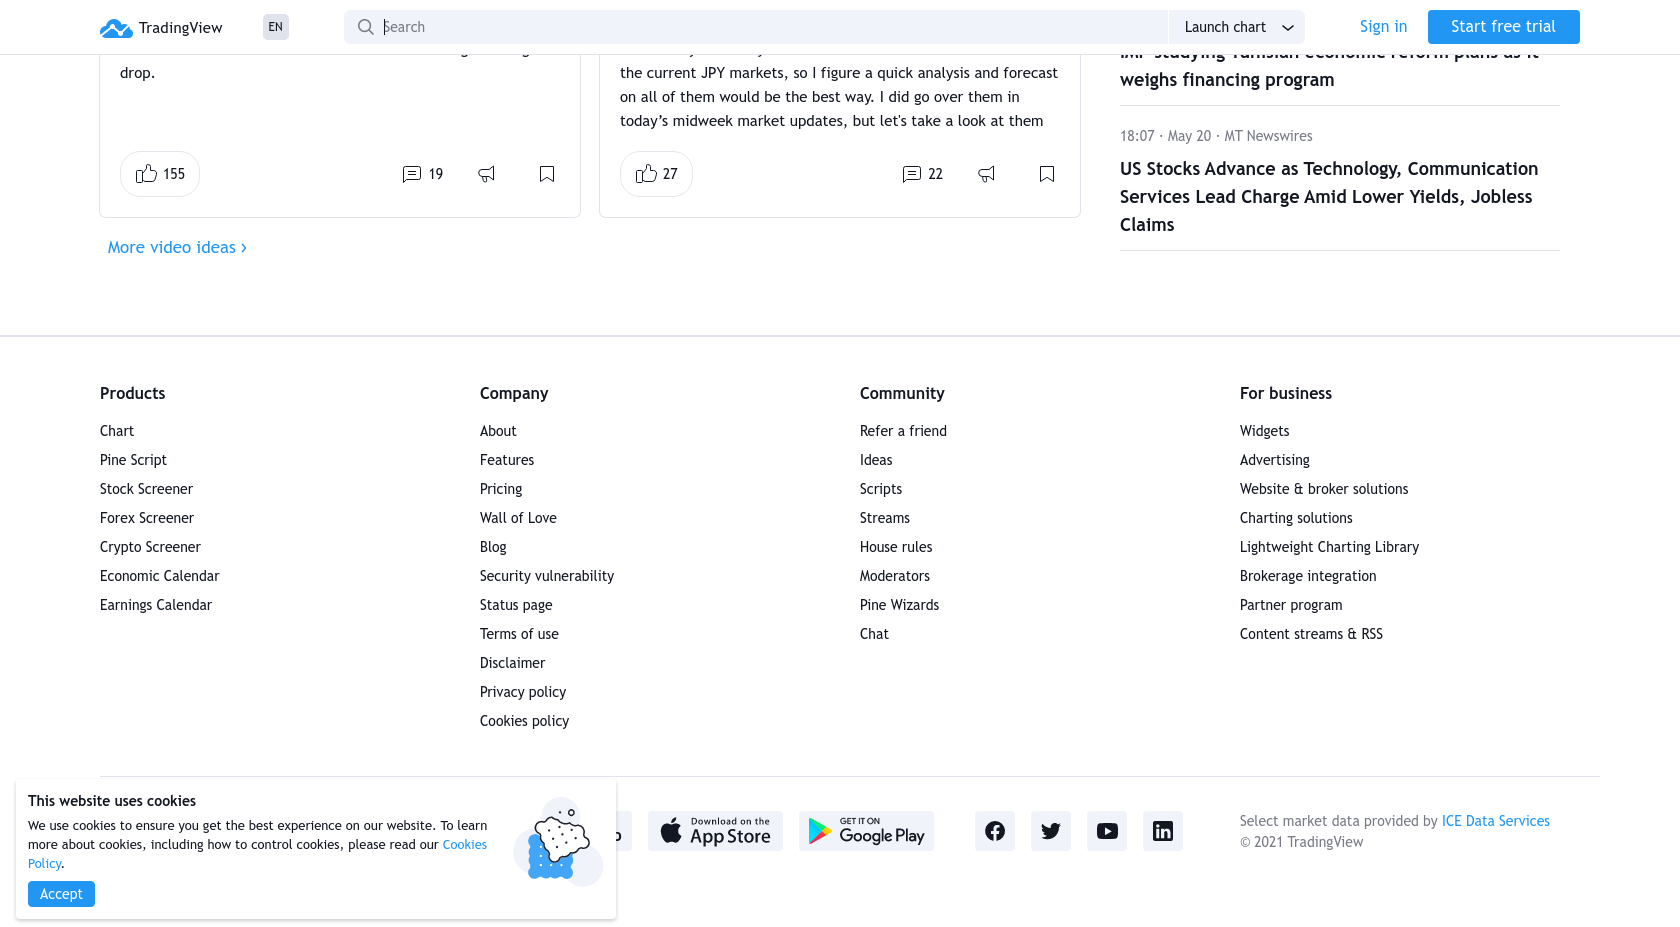 TradingView
EN
Search
Launch chart
Sign in
Start free trial
drop.
155
19
the current JPY markets, so I figure a quick analysis and forecast
on all of them would be the best way. I did go over them in
today’s midweek market updates, but let's take a look at them
27
22
More video ideas ›
IMF studying Tunisian economic reform plans as it
weighs financing program
18:07 · May 20 · MT Newswires
US Stocks Advance as Technology, Communication
Services Lead Charge Amid Lower Yields, Jobless
Claims
Products
Chart
Pine Script
Stock Screener
Forex Screener
Crypto Screener
Economic Calendar
Earnings Calendar
Company
About
Features
Pricing
Wall of Love
Blog
Security vulnerability
Status page
Terms of use
Disclaimer
Privacy policy
Cookies policy
Community
Refer a friend
Ideas
Scripts
Streams
House rules
Moderators
Pine Wizards
Chat
For business
Widgets
Advertising
Website & broker solutions
Charting solutions
Lightweight Charting Library
Brokerage integration
Partner program
Content streams & RSS
This website uses cookies
We use cookies to ensure you get the best experience on our website. To learn
more about cookies, including how to control cookies, please read our Cookies
Policy.
Accept
Download on the
App Store
GET IT ON
Google Play
Select market data provided by ICE Data Services
© 2021 TradingView